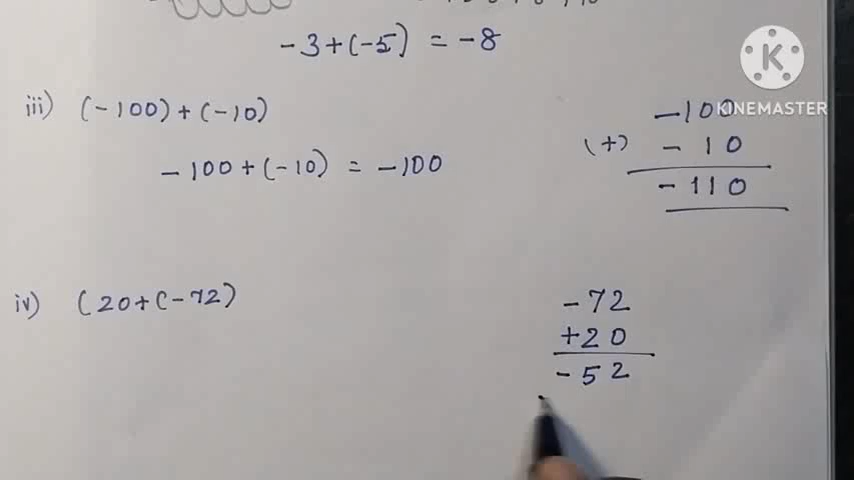 -3+(-5) = -8
iii) (-100)+(-10)
-100+(-10) = -100
-100
(+) -10
-110
iv) (20+(-72)
-72
+20
-52
K
KINEMASTER